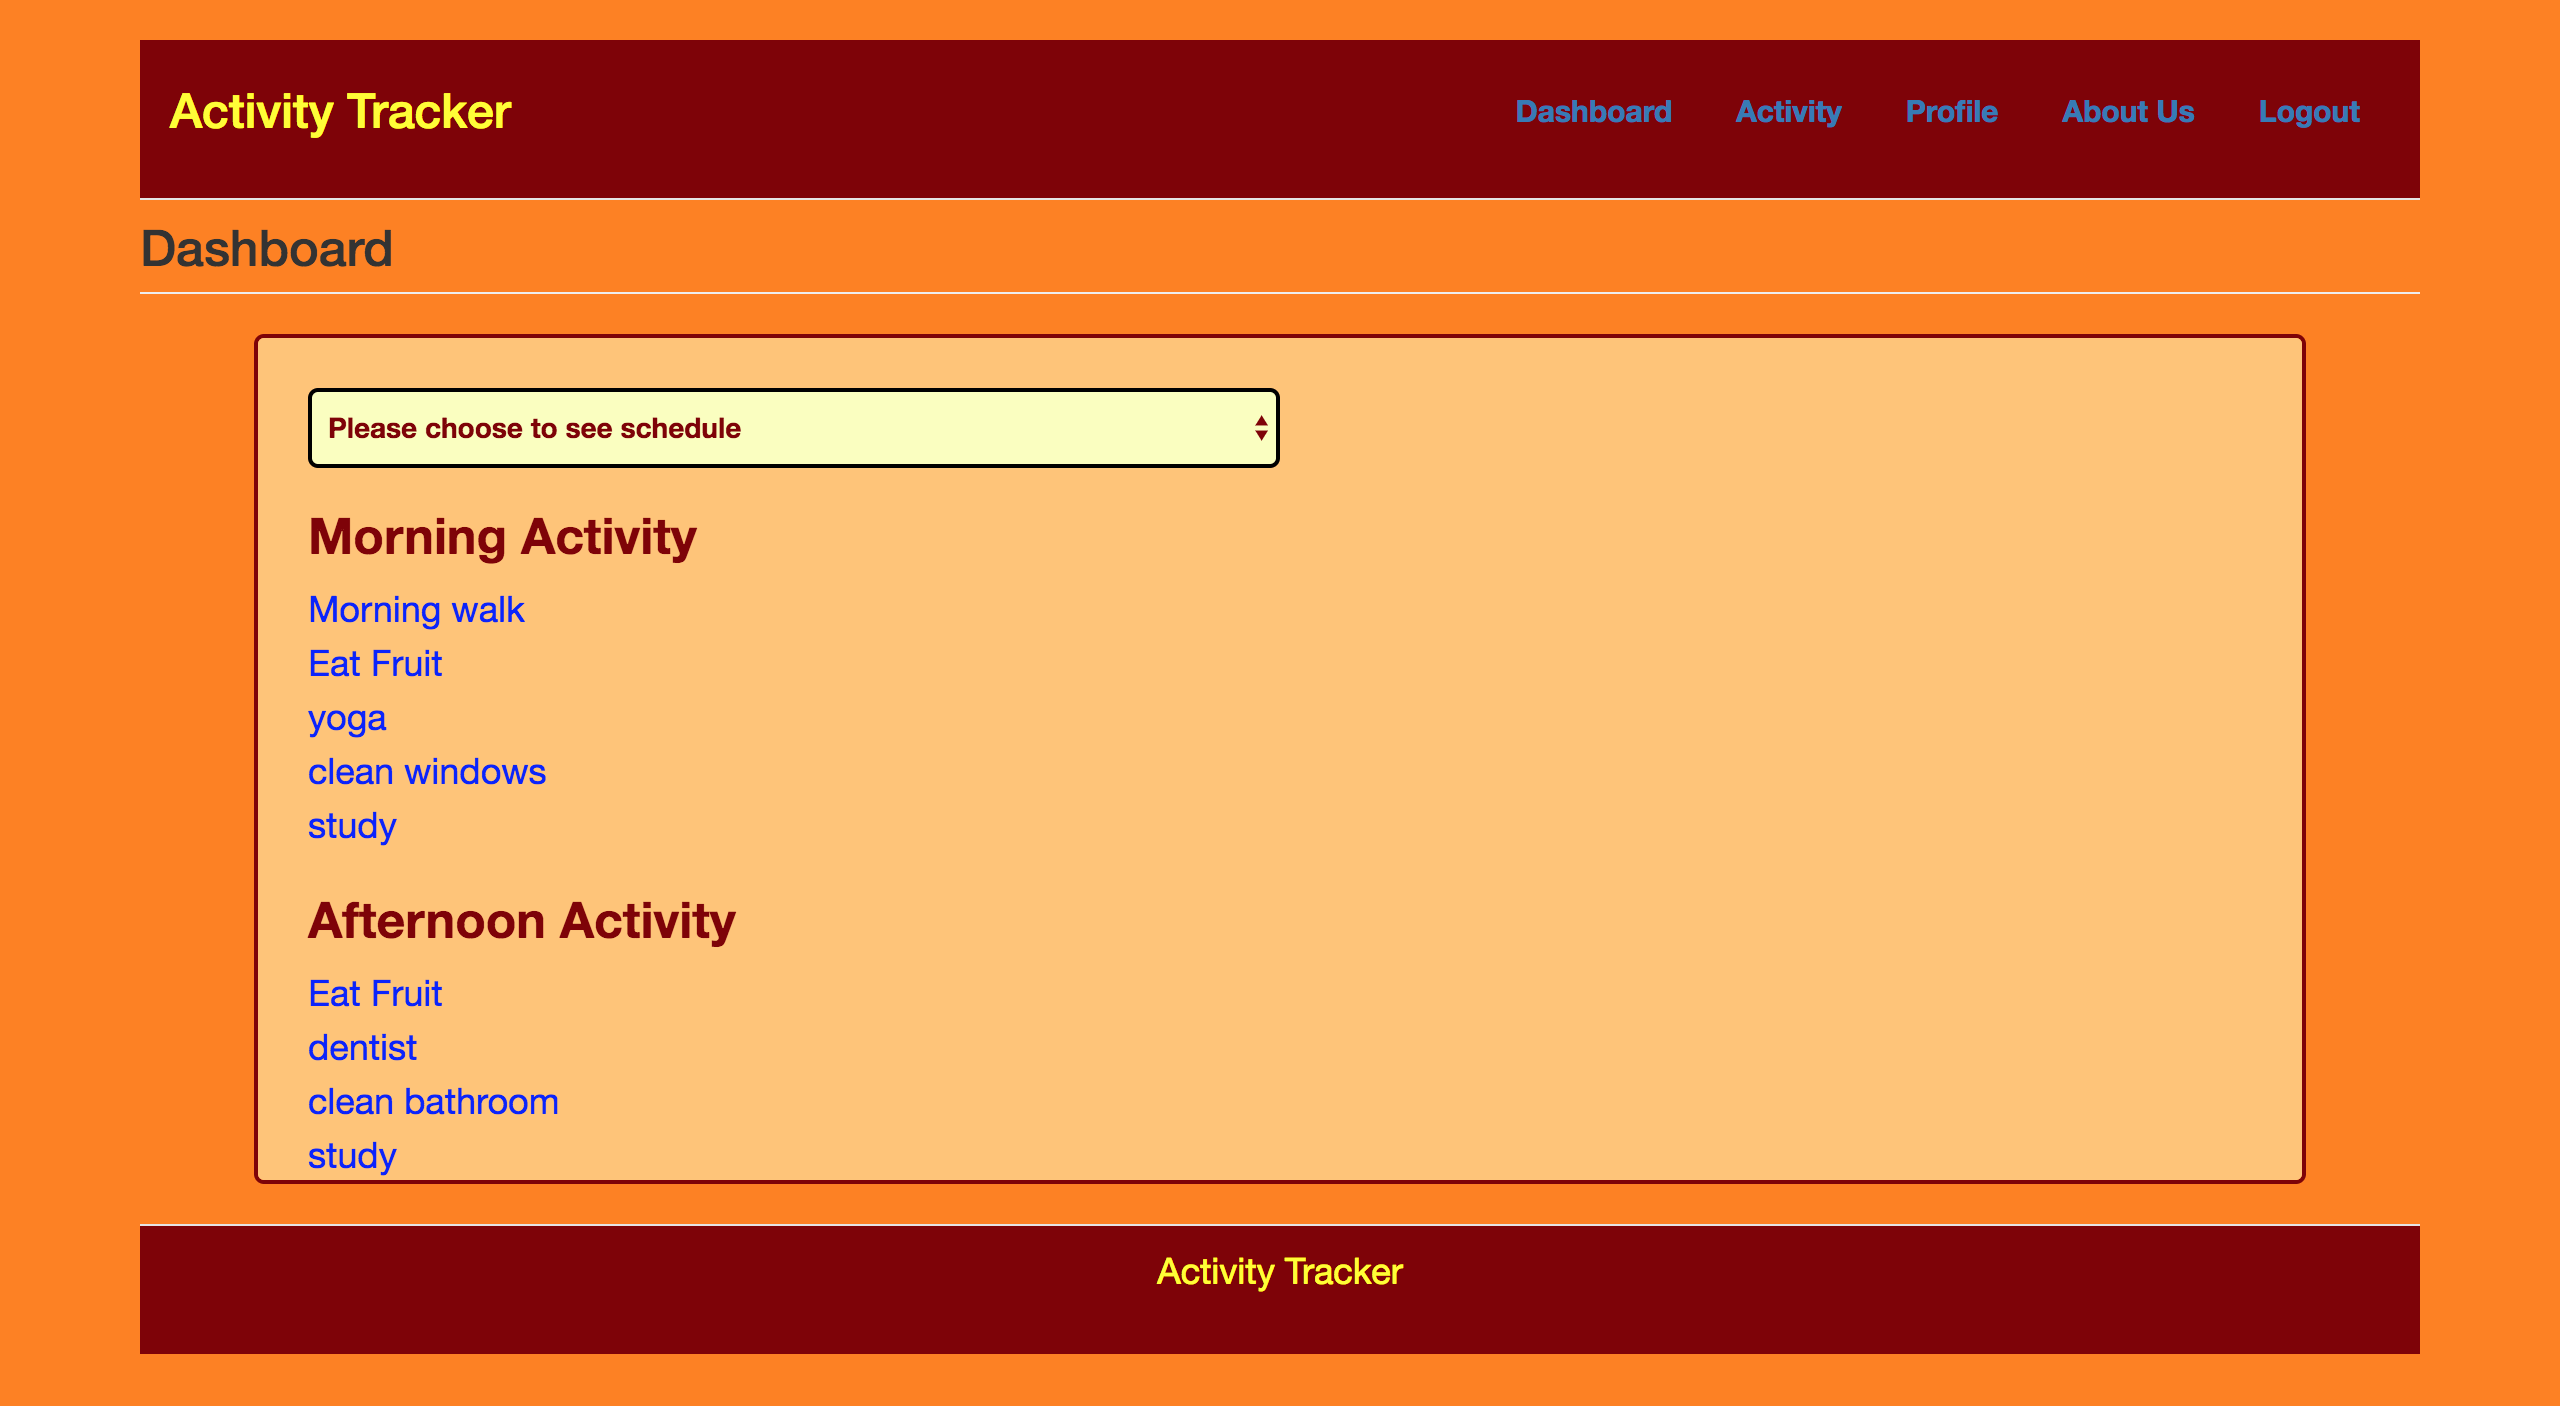 Activity Tracker
Dashboard Activity Profile About Us Logout
Dashboard
Please choose to see schedule
Morning Activity
Morning walk
Eat Fruit
yoga
clean windows
study
Afternoon Activity
Eat Fruit
dentist
clean bathroom
study
Activity Tracker